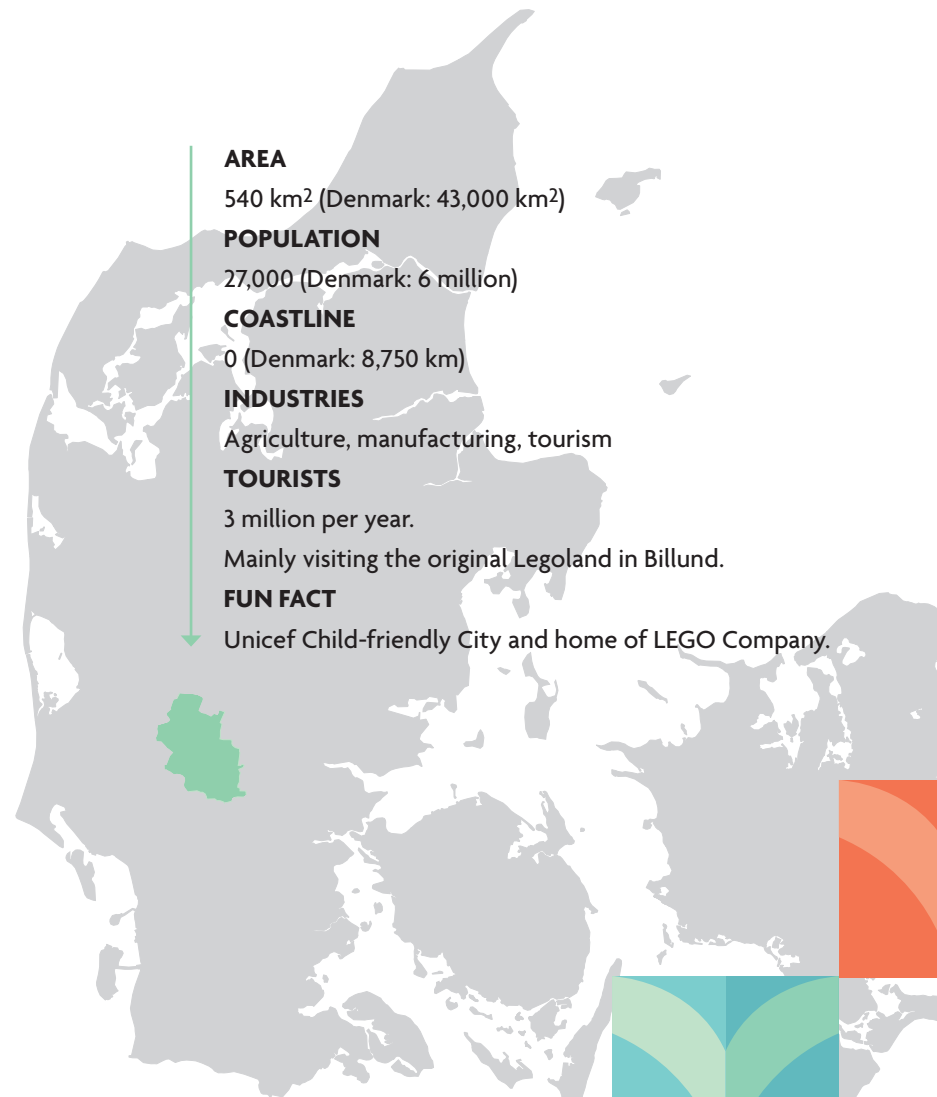 AREA
540 km² (Denmark: 43,000 km²)
POPULATION
27,000 (Denmark: 6 million)
COASTLINE
0 (Denmark: 8,750 km)
INDUSTRIES
Agriculture, manufacturing, tourism
TOURISTS
3 million per year.
Mainly visiting the original Legoland in Billund.
FUN FACT
Unicef Child-friendly City and home of LEGO Company.